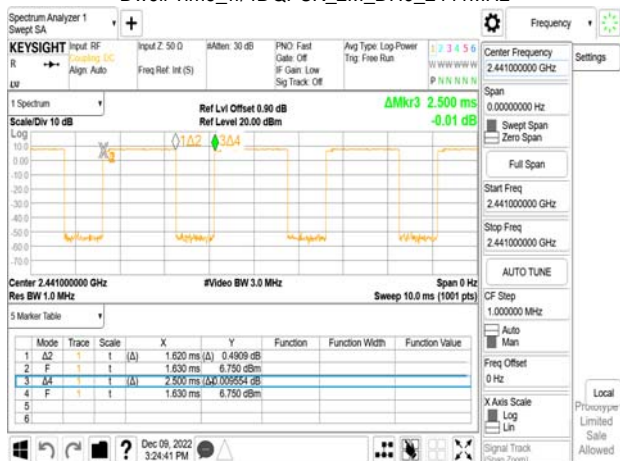 Spectrum Analyzer 1
Swept SA
+
Frequency
KEYSIGHT Input: RF
R
Coupling: DC
Align: Auto
LU
Input Z: 50 Ω
Freq Ref: Int (S)
#Atten: 30 dB
PNO: Fast
Gate: Off
IF Gain: Low
Sig Track: Off
Avg Type: Log-Power
Trig: Free Run
1 2 3 4 5 6
W W W W W W
P N N N N N
1 Spectrum
Scale/Div 10 dB
Ref Lvl Offset 0.90 dB
Ref Level 20.00 dBm
ΔMkr3 2.500 ms
-0.01 dB
Log
10.0
0.00
-10.0
-20.0
-30.0
-40.0
-50.0
-60.0
-70.0
1Δ2
3Δ4
Center 2.441000000 GHz
Res BW 1.0 MHz
#Video BW 3.0 MHz
Span 0 Hz
Sweep 10.0 ms (1001 pts)
5 Marker Table
Mode Trace Scale X Y Function Function Width Function Value
1 Δ2 1 t (Δ) 1.620 ms (Δ) 0.4909 dB
2 F 1 t 1.630 ms 6.750 dBm
3 Δ4 1 t (Δ) 2.500 ms (Δ) 0.009554 dB
4 F 1 t 1.630 ms 6.750 dBm
5
6
Dec 09, 2022
3:24:41 PM
?
Center Frequency
2.441000000 GHz
Settings
Span
0.00000000 Hz
Swept Span
Zero Span
Full Span
Start Freq
2.441000000 GHz
Stop Freq
2.441000000 GHz
AUTO TUNE
CF Step
1.000000 MHz
Auto
Man
Freq Offset
0 Hz
X Axis Scale
Log
Lin
Signal Track
(Span Zoom)
Local
Prototype
Limited
Sale
Allowed